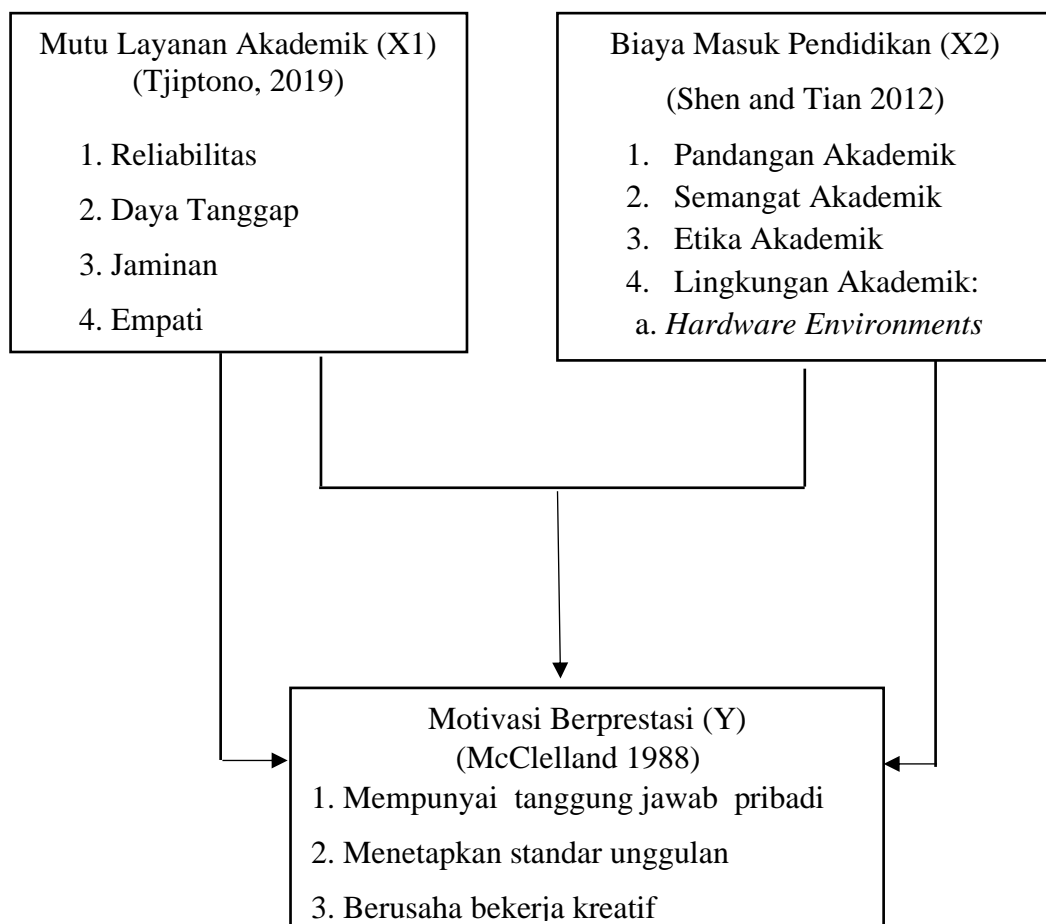 Mutu Layanan Akademik (X1)
(Tjiptono, 2019)
1. Reliabilitas
2. Daya Tanggap
3. Jaminan
4. Empati
Biaya Masuk Pendidikan (X2)
(Shen and Tian 2012)
1. Pandangan Akademik
2. Semangat Akademik
3. Etika Akademik
4. Lingkungan Akademik:
a. Hardware Environments
Motivasi Berprestasi (Y)
(McClelland 1988)
1. Mempunyai tanggung jawab pribadi
2. Menetapkan standar unggulan
3. Berusaha bekerja kreatif